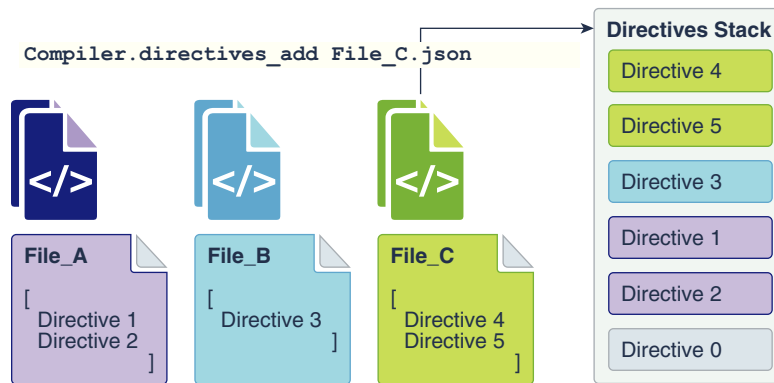 Compiler.directives_add File_C.json
</>
</>
</>
File_A
[
Directive 1
Directive 2
]
File_B
[
Directive 3
]
File_C
[
Directive 4
Directive 5
]
Directives Stack
Directive 4
Directive 5
Directive 3
Directive 1
Directive 2
Directive 0